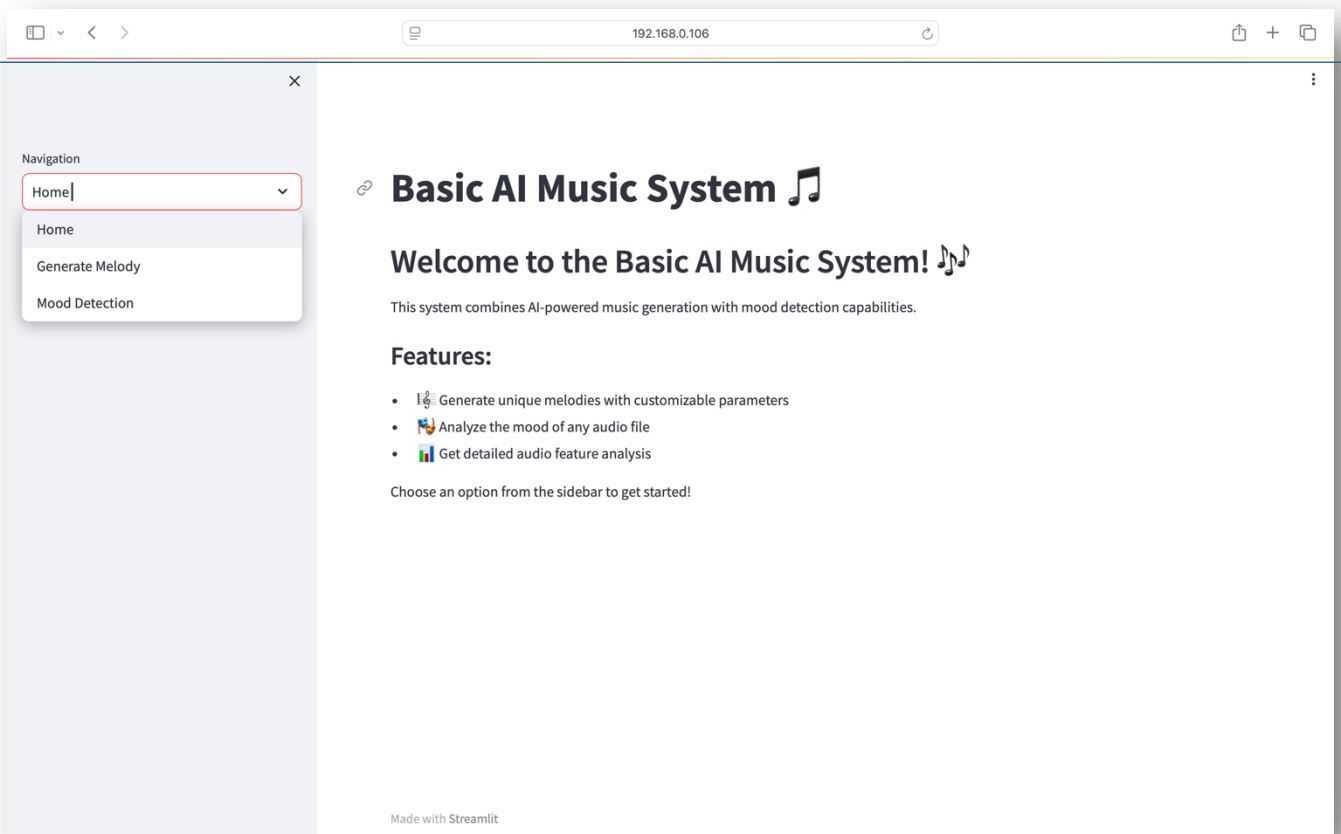 192.168.0.106
Navigation
Home
Home
Generate Melody
Mood Detection
Basic AI Music System 🎵
Welcome to the Basic AI Music System! 🎶
This system combines AI-powered music generation with mood detection capabilities.
Features:
• 🎼 Generate unique melodies with customizable parameters
• 🎭 Analyze the mood of any audio file
• 📊 Get detailed audio feature analysis
Choose an option from the sidebar to get started!
Made with Streamlit